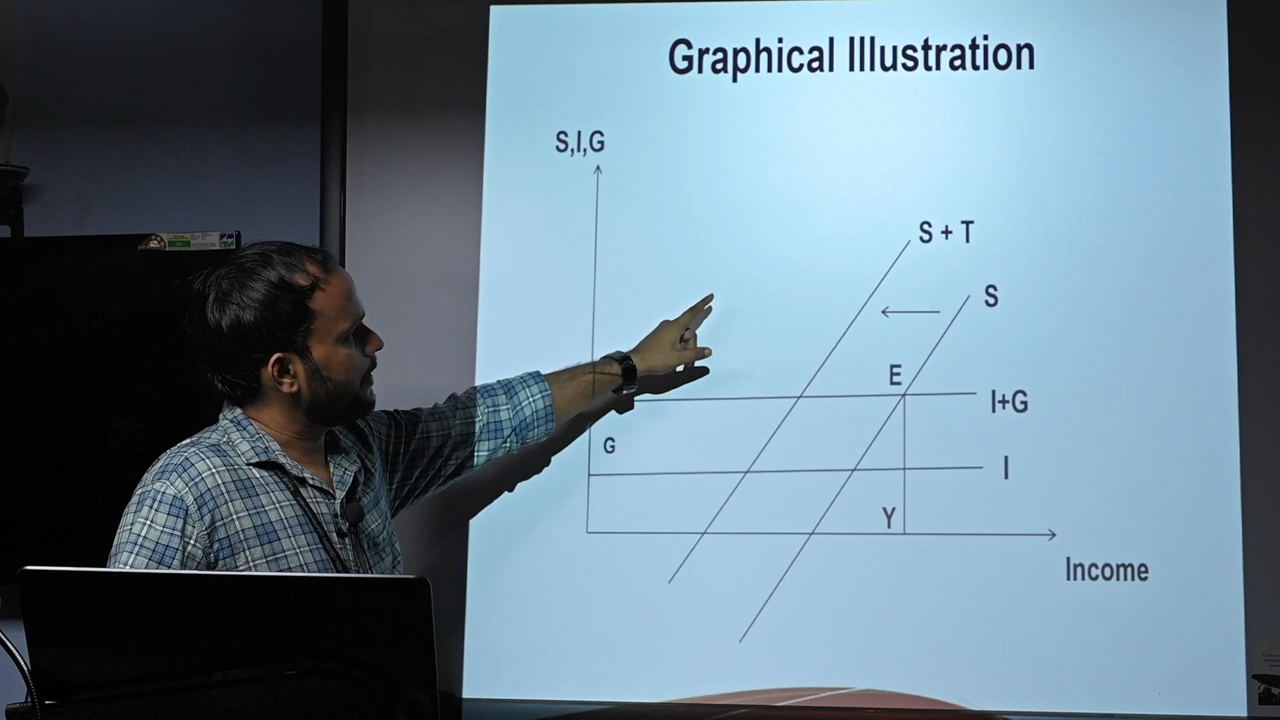 Graphical Illustration
S,I,G
S + T
S
E
I+G
G
I
Y
Income